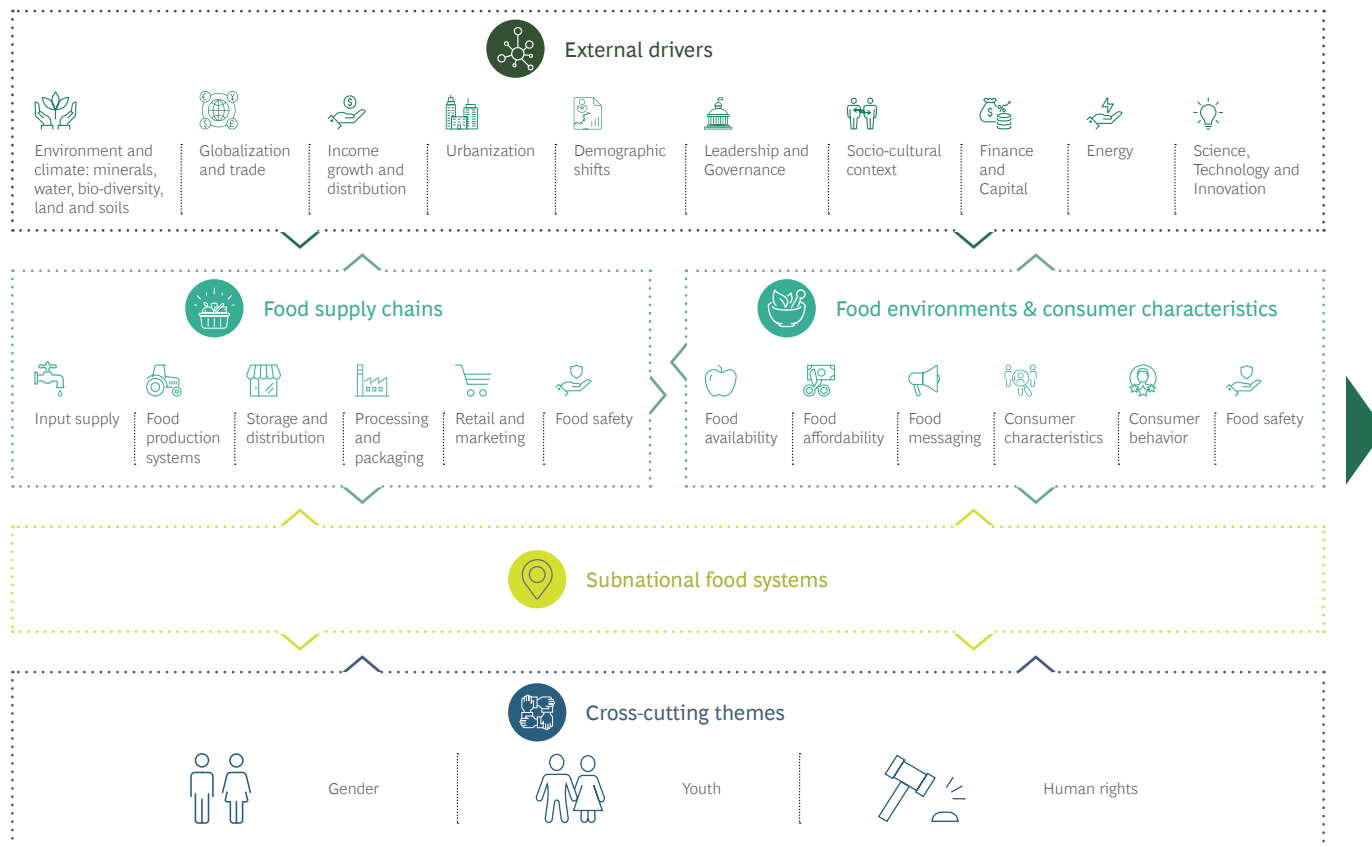 External drivers
Environment and
climate: minerals,
water, bio-diversity,
land and soils
Globalization
and trade
Income
growth and
distribution
Urbanization
Demographic
shifts
Leadership and
Governance
Socio-cultural
context
Finance
and
Capital
Energy
Science,
Technology and
Innovation
Food supply chains
Input supply
Food
production
systems
Storage and
distribution
Processing
and
packaging
Retail and
marketing
Food safety
Food environments & consumer characteristics
Food
availability
Food
affordability
Food
messaging
Consumer
characteristics
Consumer
behavior
Food safety
Subnational food systems
Cross-cutting themes
Gender
Youth
Human rights